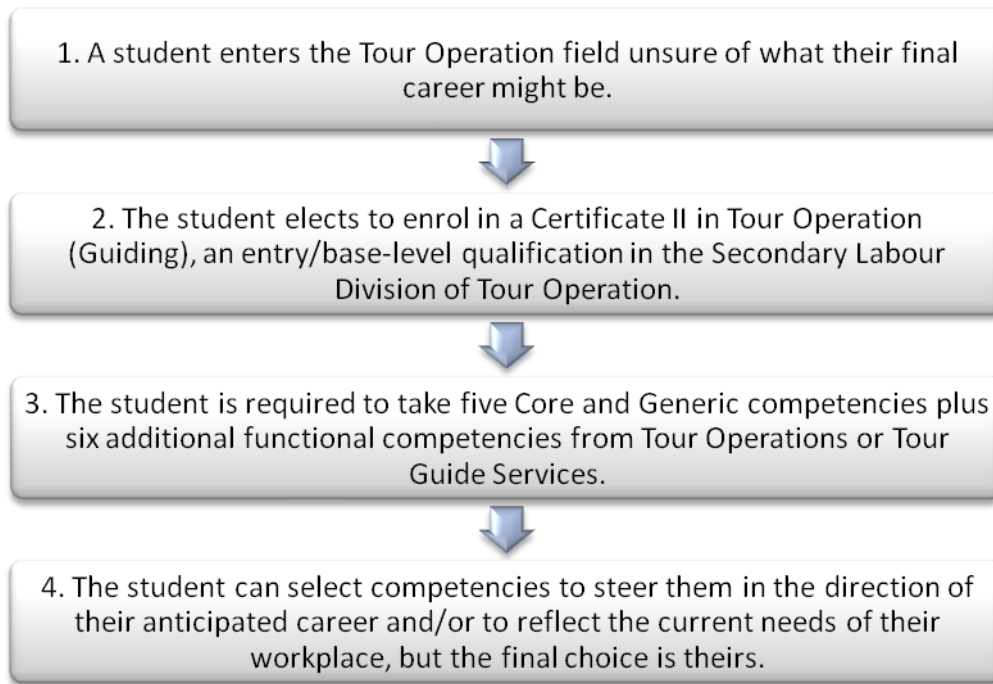 1. A student enters the Tour Operation field unsure of what their final
career might be.
2. The student elects to enrol in a Certificate II in Tour Operation
(Guiding), an entry/base-level qualification in the Secondary Labour
Division of Tour Operation.
3. The student is required to take five Core and Generic competencies plus
six additional functional competencies from Tour Operations or Tour
Guide Services.
4. The student can select competencies to steer them in the direction of
their anticipated career and/or to reflect the current needs of their
workplace, but the final choice is theirs.